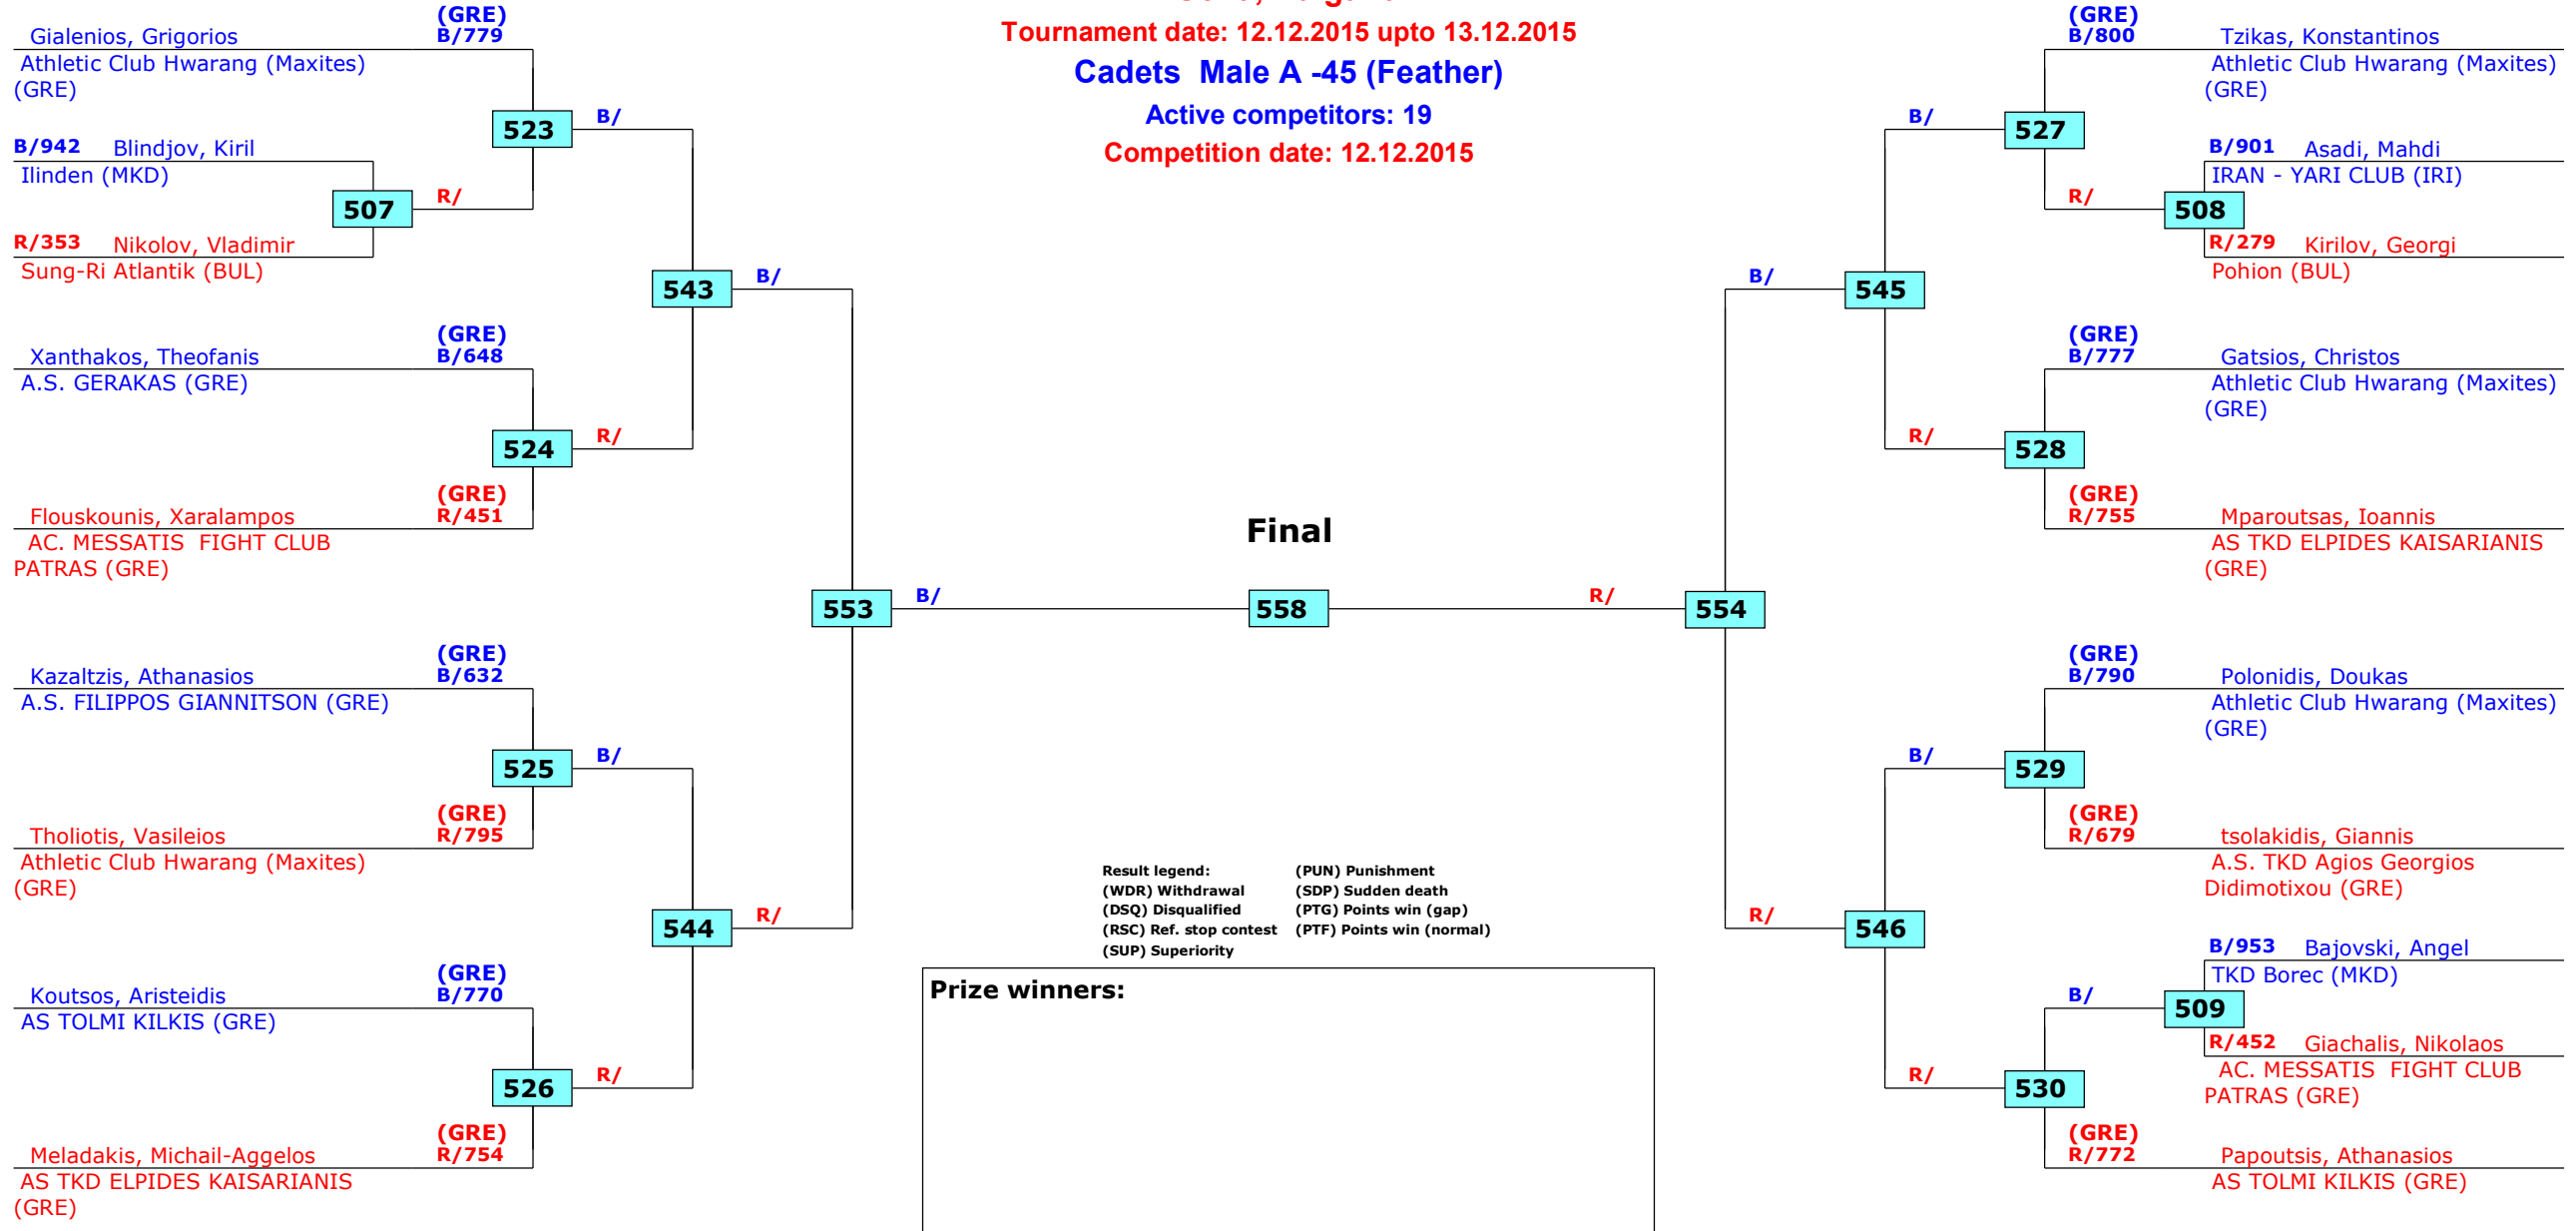 Tournament date: 12.12.2015 upto 13.12.2015
Cadets Male A -45 (Feather)
Active competitors: 19
Competition date: 12.12.2015
(GRE)
Gialenios, Grigorios B/779
Athletic Club Hwarang (Maxites)
(GRE)
523 B/
B/942 Blindjov, Kiril
Ilinden (MKD)
507 R/
R/353 Nikolov, Vladimir
Sung-Ri Atlantik (BUL)
543 B/
(GRE)
Xanthakos, Theofanis B/648
A.S. GERAKAS (GRE)
524 R/
(GRE)
Flouskounis, Xaralampos R/451
AC. MESSATIS FIGHT CLUB
PATRAS (GRE)
553 B/
(GRE)
Kazaltzis, Athanasios B/632
A.S. FILIPPOS GIANNITSON (GRE)
525 B/
(GRE)
Tholiotis, Vasileios R/795
Athletic Club Hwarang (Maxites)
(GRE)
544 R/
(GRE)
Koutsos, Aristeidis B/770
AS TOLMI KILKIS (GRE)
526 R/
(GRE)
Meladakis, Michail-Aggelos R/754
AS TKD ELPIDES KAISARIANIS
(GRE)
Final
558
Result legend: (PUN) Punishment
(WDR) Withdrawal (SDP) Sudden death
(DSQ) Disqualified (PTG) Points win (gap)
(RSC) Ref. stop contest (PTF) Points win (normal)
(SUP) Superiority
Prize winners:
(GRE)
B/800 Tzikas, Konstantinos
Athletic Club Hwarang (Maxites)
(GRE)
B/ 527
B/901 Asadi, Mahdi
IRAN - YARI CLUB (IRI)
R/ 508
R/279 Kirilov, Georgi
Pohion (BUL)
B/ 545
(GRE)
B/777 Gatsios, Christos
Athletic Club Hwarang (Maxites)
(GRE)
R/ 528
(GRE)
R/755 Mparoutsas, Ioannis
AS TKD ELPIDES KAISARIANIS
(GRE)
R/ 554
(GRE)
B/790 Polonidis, Doukas
Athletic Club Hwarang (Maxites)
(GRE)
B/ 529
(GRE)
R/679 tsolakidis, Giannis
A.S. TKD Agios Georgios
Didimotixou (GRE)
R/ 546
B/953 Bajovski, Angel
TKD Borec (MKD)
B/ 509
R/452 Giachalis, Nikolaos
AC. MESSATIS FIGHT CLUB
PATRAS (GRE)
R/ 530
(GRE)
R/772 Papoutsis, Athanasios
AS TOLMI KILKIS (GRE)